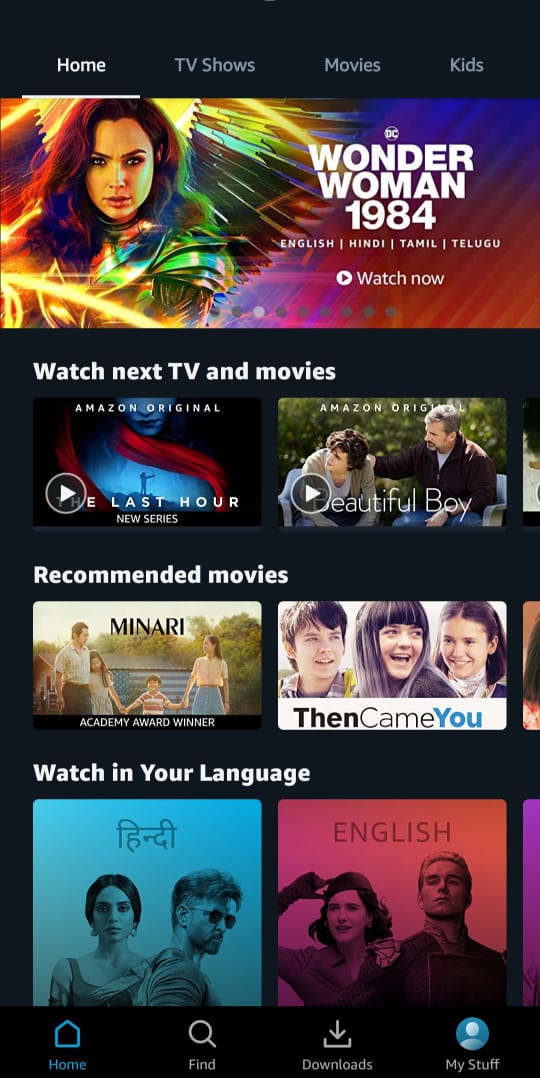 Home TV Shows Movies Kids
DC
WONDER
WOMAN
1984
ENGLISH | HINDI | TAMIL | TELUGU
Watch now
Watch next TV and movies
AMAZON ORIGINAL
THE LAST HOUR
NEW SERIES
AMAZON ORIGINAL
Beautiful Boy
Recommended movies
MINARI
ACADEMY AWARD WINNER
ThenCameYou
Watch in Your Language
हिन्दी
ENGLISH
Home Find Downloads My Stuff